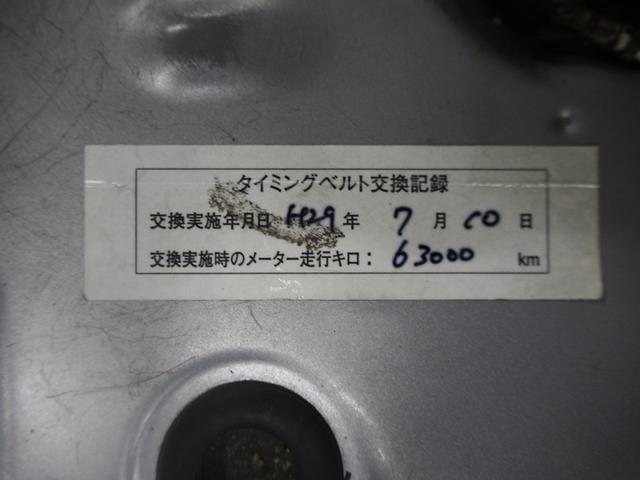 タイミングベルト交換記録
交換実施年月日 H29 年 7 月 10 日
交換実施時のメーター走行キロ： 63000 km